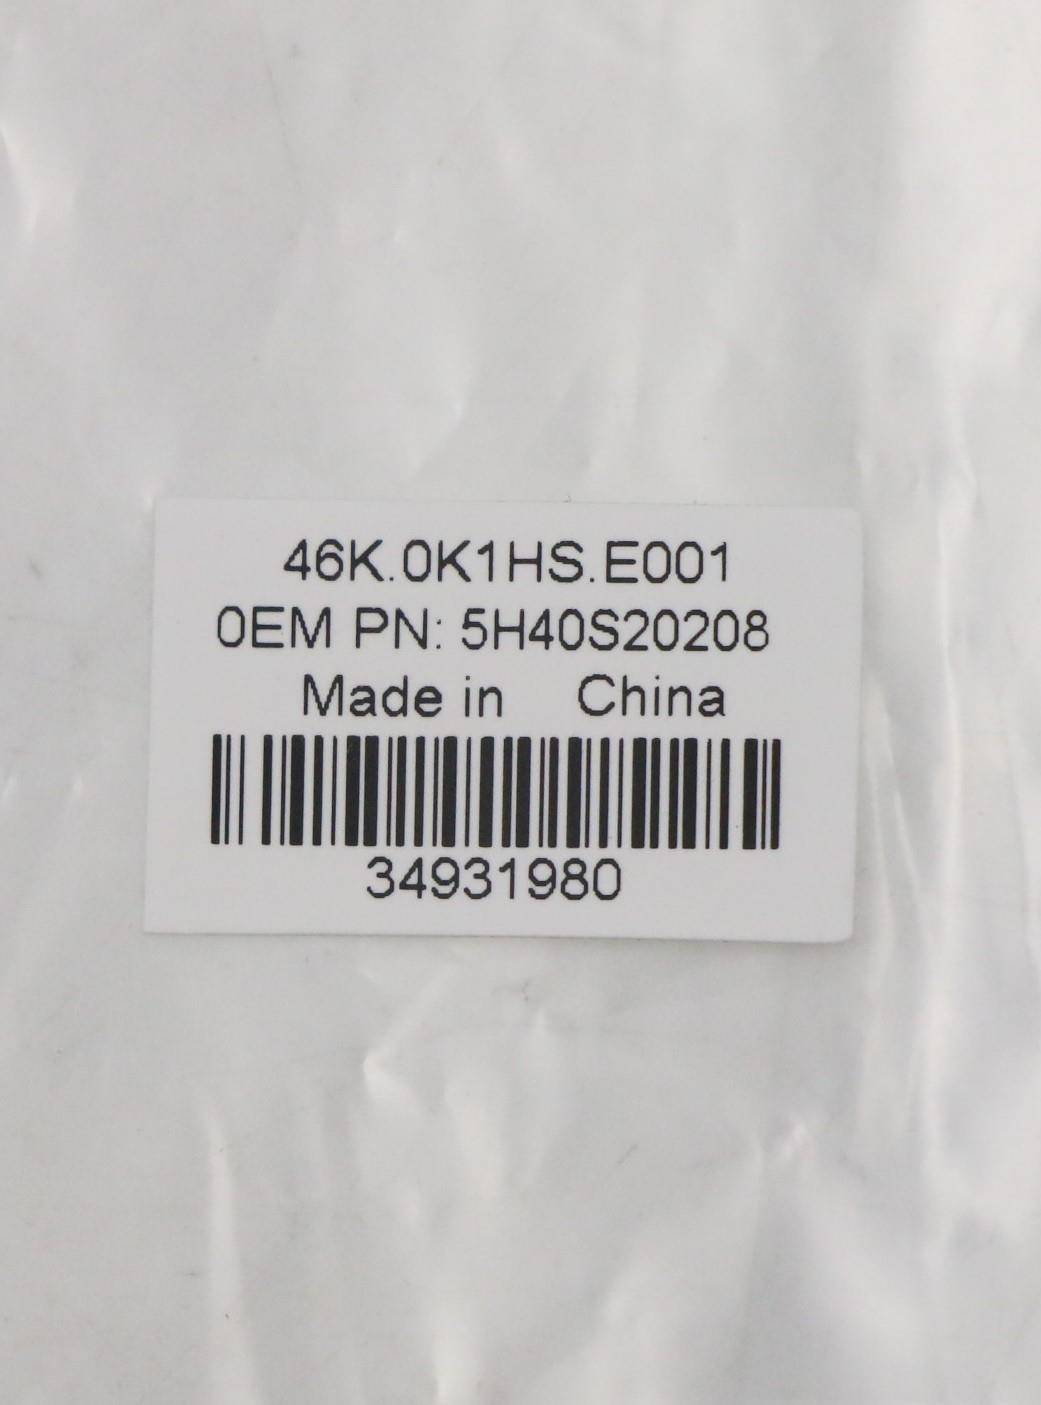 46K.0K1HS.E001
0EM PN: 5H40S20208
Made in China
34931980